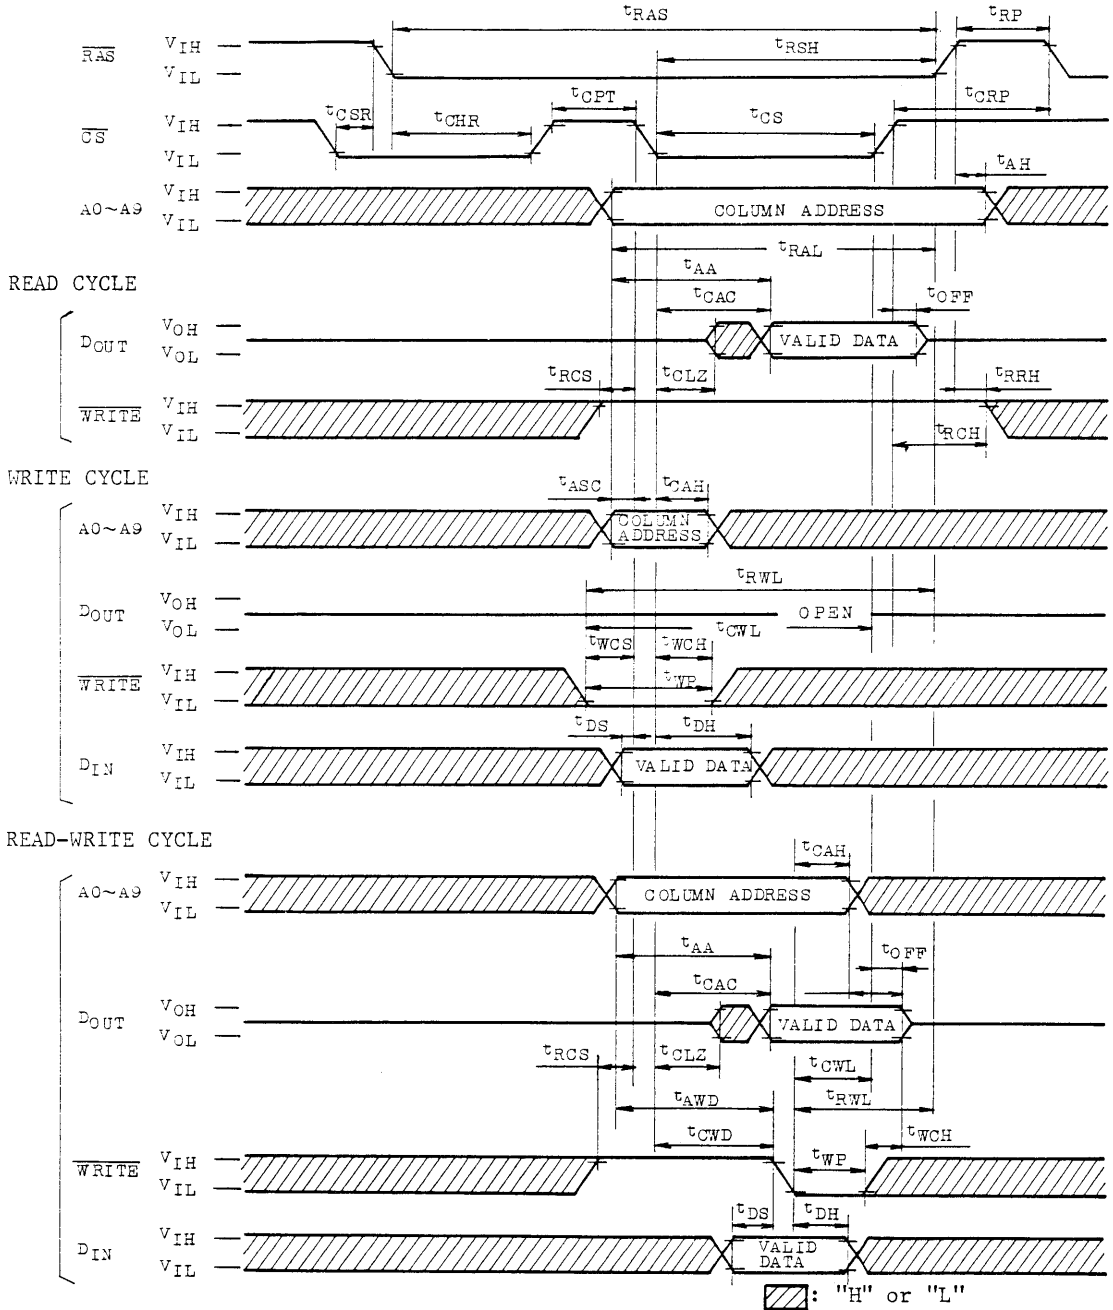 tRAS
tRP
RAS VIH
VIL
tRSH
tCPT
tCRP
tCSR
tCHR
tCS
CS VIH
VIL
tAH
A0~A9 VIH
VIL
COLUMN ADDRESS
tRAL
tAA
READ CYCLE
tCAC
tOFF
DOUT VOH
VOL
VALID DATA
tRCS
tCLZ
tRRH
WRITE VIH
VIL
tRCH
WRITE CYCLE
tASC
tCAH
A0~A9 VIH
VIL
COLUMN
ADDRESS
tRWL
DOUT VOH
VOL
OPEN
tCWL
tWCS
tWCH
WRITE VIH
VIL
tWP
tDS
tDH
DIN VIH
VIL
VALID DATA
READ-WRITE CYCLE
tCAH
A0~A9 VIH
VIL
COLUMN ADDRESS
tAA
tOFF
tCAC
DOUT VOH
VOL
VALID DATA
tRCS
tCLZ
tCWL
tAWD
tRWL
tCWD
tWCH
WRITE VIH
VIL
tWP
tDS
tDH
DIN VIH
VIL
VALID
DATA
: "H" or "L"